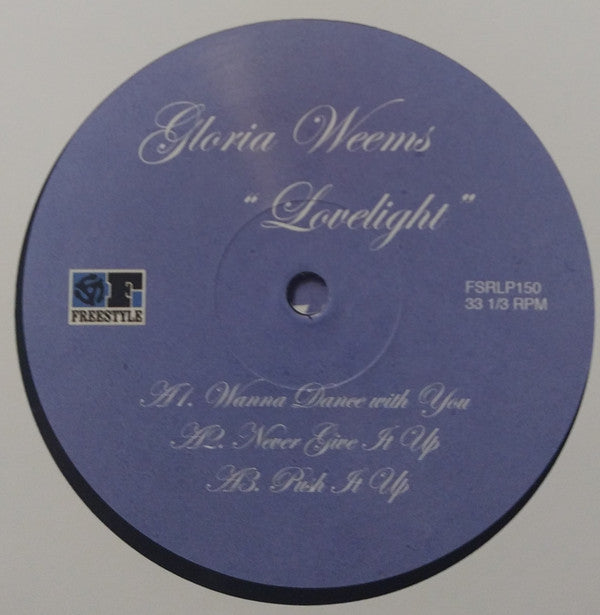 Gloria Weems
"Lovelight"
F
FREESTYLE
FSRLP150
33 1/3 RPM
A1. Wanna Dance with You
A2. Never Give It Up
A3. Push It Up